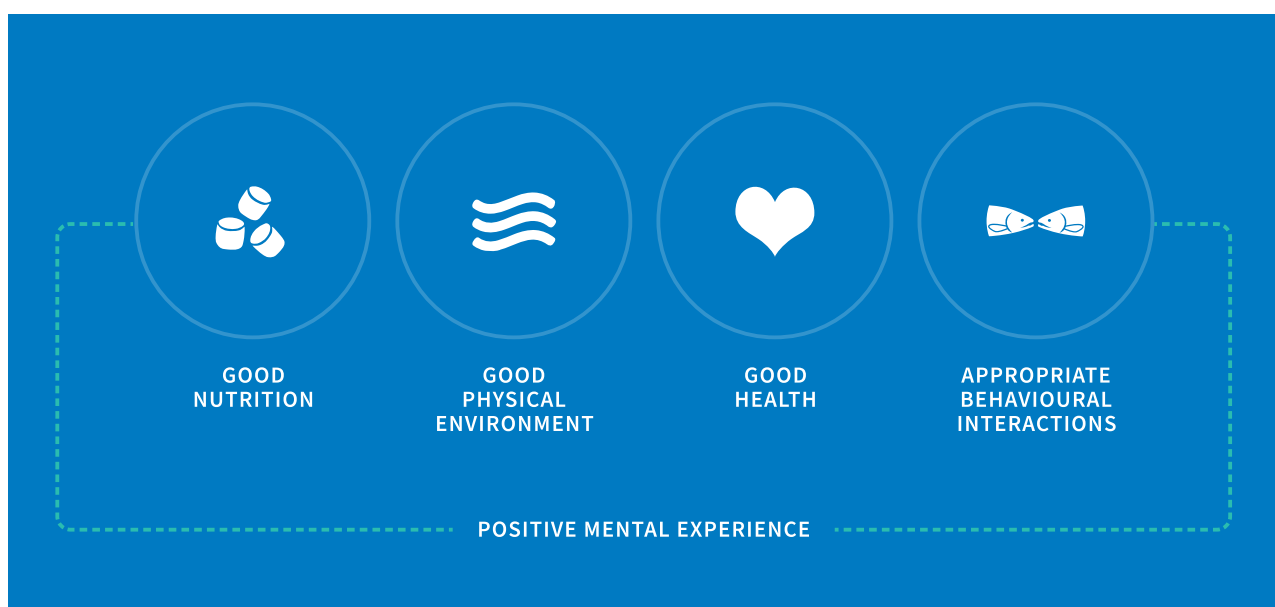 GOOD
NUTRITION
GOOD
PHYSICAL
ENVIRONMENT
GOOD
HEALTH
APPROPRIATE
BEHAVIOURAL
INTERACTIONS
POSITIVE MENTAL EXPERIENCE